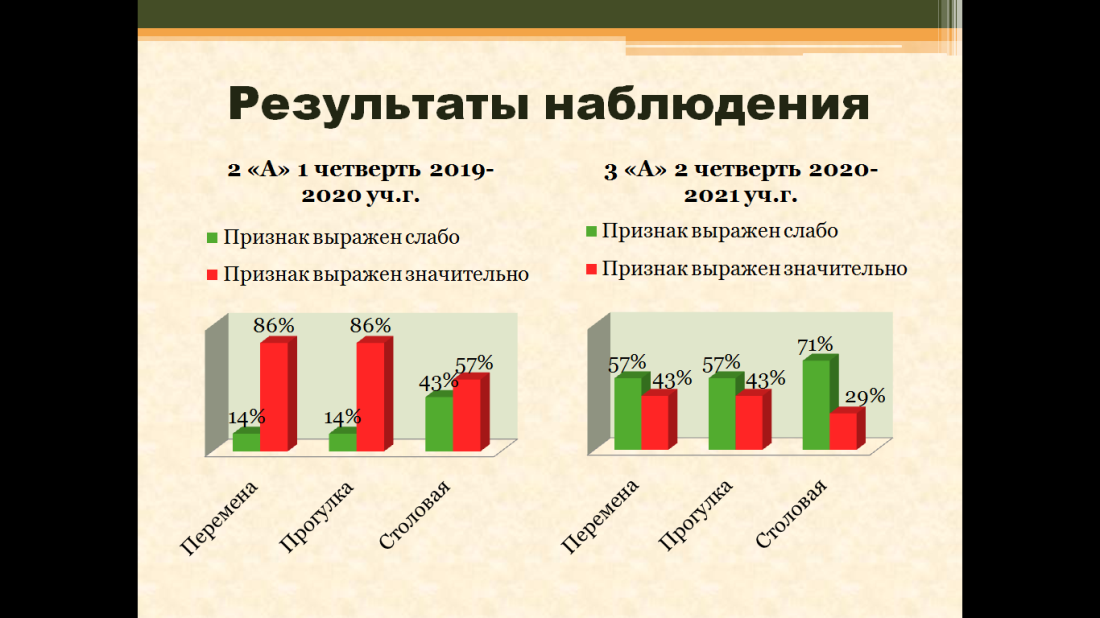 Результаты наблюдения
2 «А» 1 четверть 2019-
2020 уч.г.
Признак выражен слабо
Признак выражен значительно
86%
86%
57%
43%
14%
14%
Перемена
Прогулка
Столовая
3 «А» 2 четверть 2020-
2021 уч.г.
Признак выражен слабо
Признак выражен значительно
71%
57%
57%
43%
43%
29%
Перемена
Прогулка
Столовая